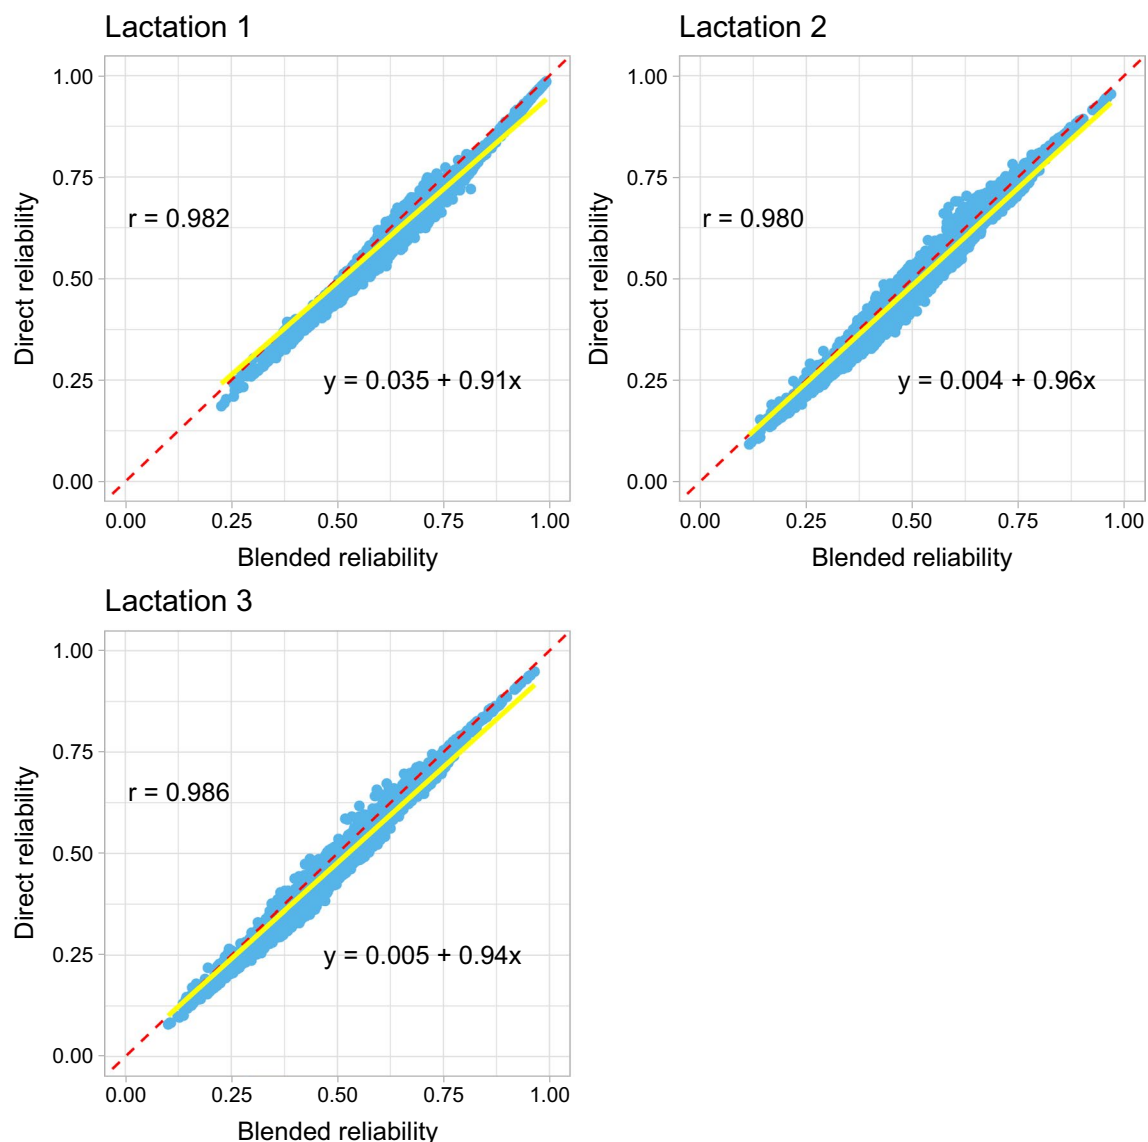 Lactation 1
1.00
0.75
0.50
0.25
0.00
Direct reliability
r = 0.982
y = 0.035 + 0.91x
0.00 0.25 0.50 0.75 1.00
Blended reliability
Lactation 2
1.00
0.75
0.50
0.25
0.00
Direct reliability
r = 0.980
y = 0.004 + 0.96x
0.00 0.25 0.50 0.75 1.00
Blended reliability
Lactation 3
1.00
0.75
0.50
0.25
0.00
Direct reliability
r = 0.986
y = 0.005 + 0.94x
0.00 0.25 0.50 0.75 1.00
Blended reliability